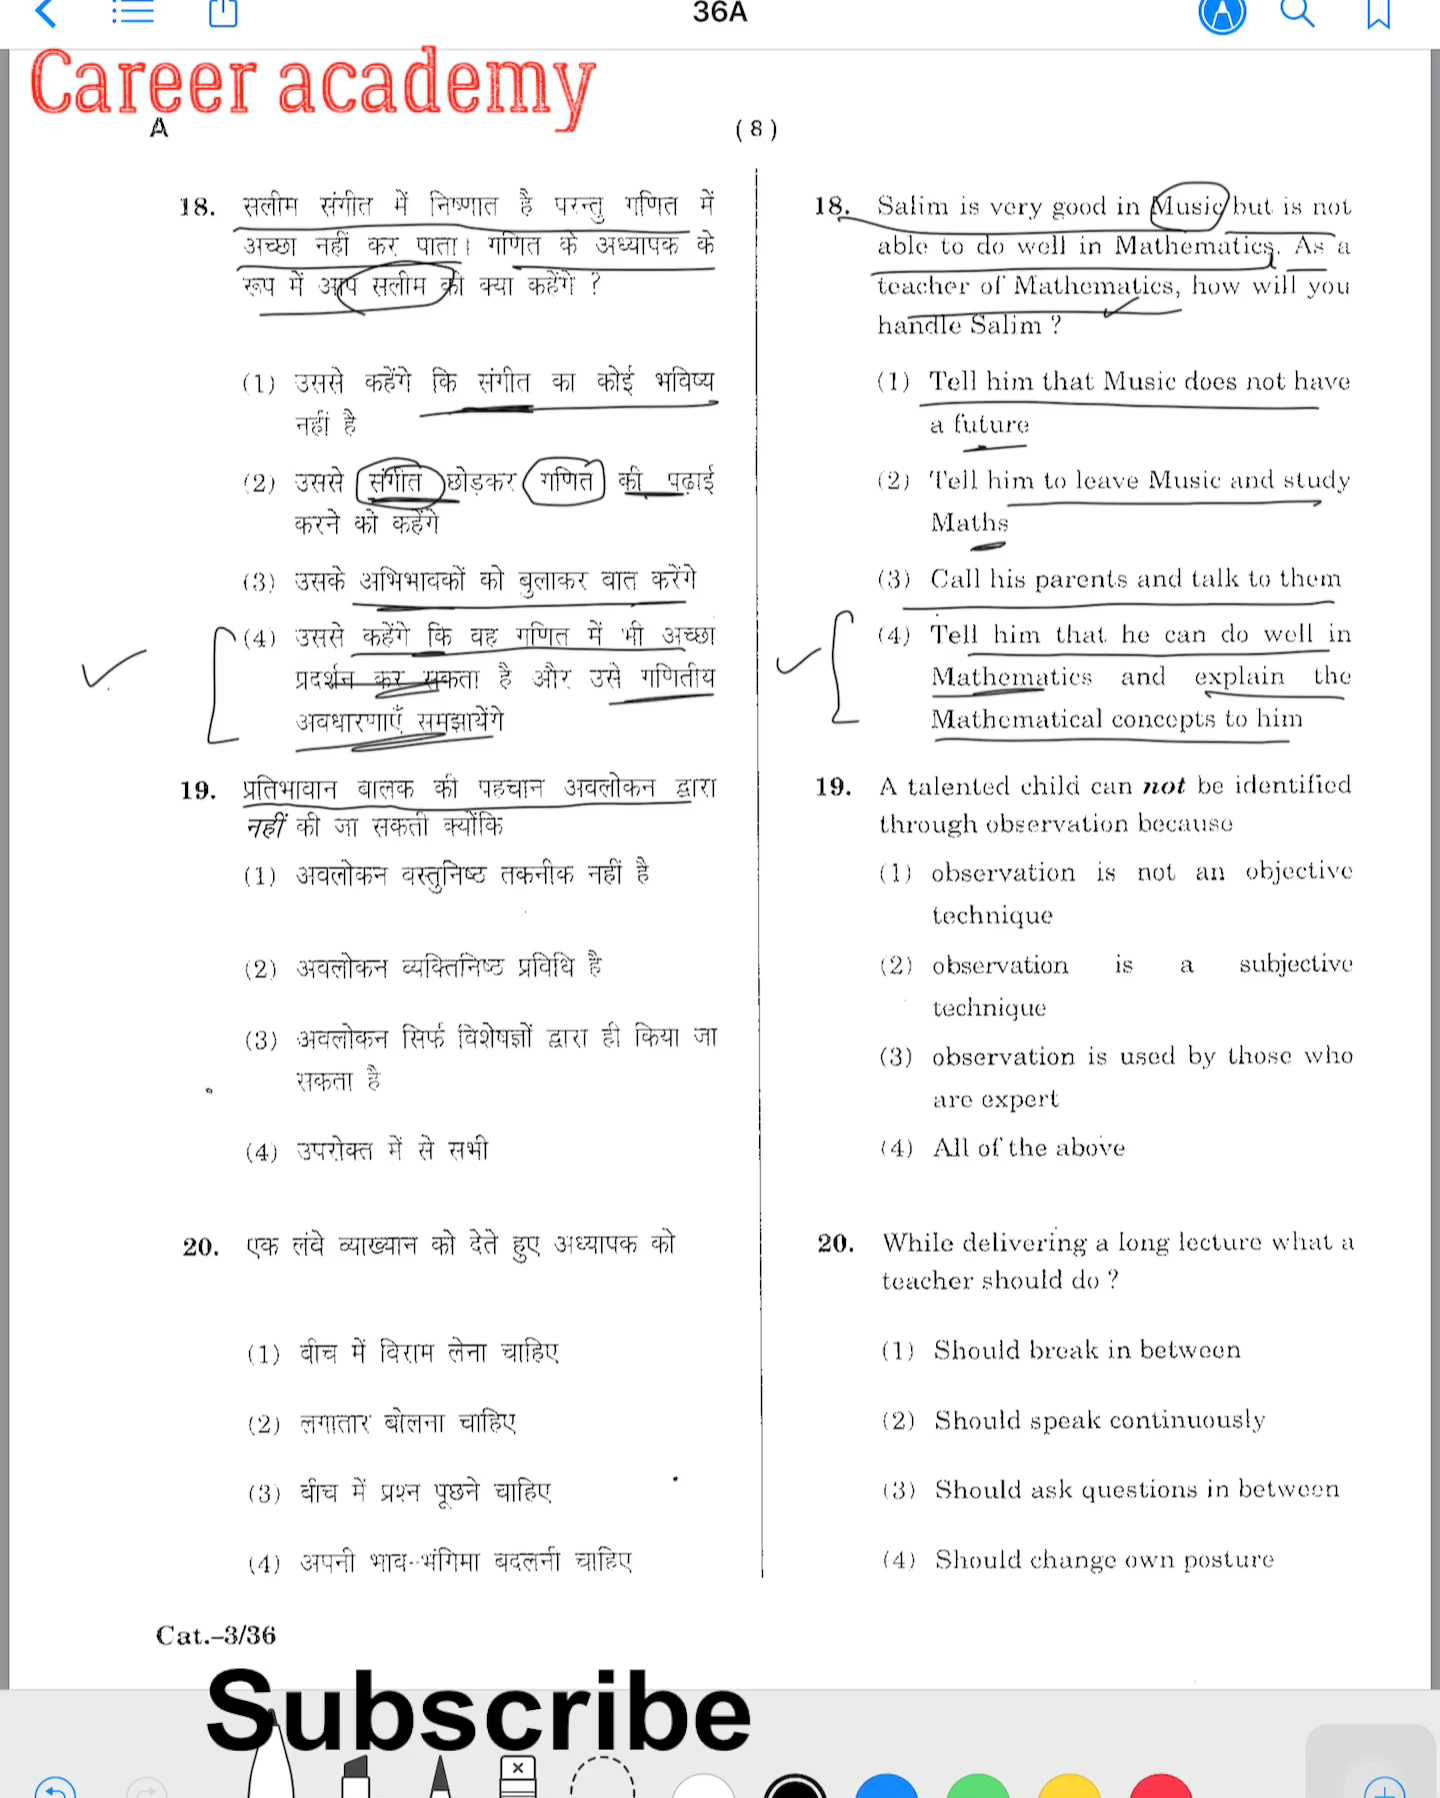 36A
Career academy
A
( 8 )
18. सलीम संगीत में निष्णात है परन्तु गणित में
अच्छा नहीं कर पाता। गणित के अध्यापक के
रूप में आप सलीम को क्या कहेंगे ?
(1) उससे कहेंगे कि संगीत का कोई भविष्य
नहीं है
(2) उससे संगीत छोड़कर गणित की पढ़ाई
करने को कहेंगे
(3) उसके अभिभावकों को बुलाकर बात करेंगे
(4) उससे कहेंगे कि वह गणित में भी अच्छा
प्रदर्शन कर सकता है और उसे गणितीय
अवधारणाएँ समझायेंगे
19. प्रतिभावान बालक की पहचान अवलोकन द्वारा
नहीं की जा सकती क्योंकि
(1) अवलोकन वस्तुनिष्ठ तकनीक नहीं है
(2) अवलोकन व्यक्तिनिष्ठ प्रविधि है
(3) अवलोकन सिर्फ विशेषज्ञों द्वारा ही किया जा
सकता है
(4) उपरोक्त में से सभी
20. एक लंबे व्याख्यान को देते हुए अध्यापक को
(1) बीच में विराम लेना चाहिए
(2) लगातार बोलना चाहिए
(3) बीच में प्रश्न पूछने चाहिए
(4) अपनी भाव-भंगिमा बदलनी चाहिए
18. Salim is very good in Music but is not
able to do well in Mathematics. As a
teacher of Mathematics, how will you
handle Salim ?
(1) Tell him that Music does not have
a future
(2) Tell him to leave Music and study
Maths
(3) Call his parents and talk to them
(4) Tell him that he can do well in
Mathematics and explain the
Mathematical concepts to him
19. A talented child can not be identified
through observation because
(1) observation is not an objective
technique
(2) observation is a subjective
technique
(3) observation is used by those who
are expert
(4) All of the above
20. While delivering a long lecture what a
teacher should do ?
(1) Should break in between
(2) Should speak continuously
(3) Should ask questions in between
(4) Should change own posture
Cat.-3/36
Subscribe